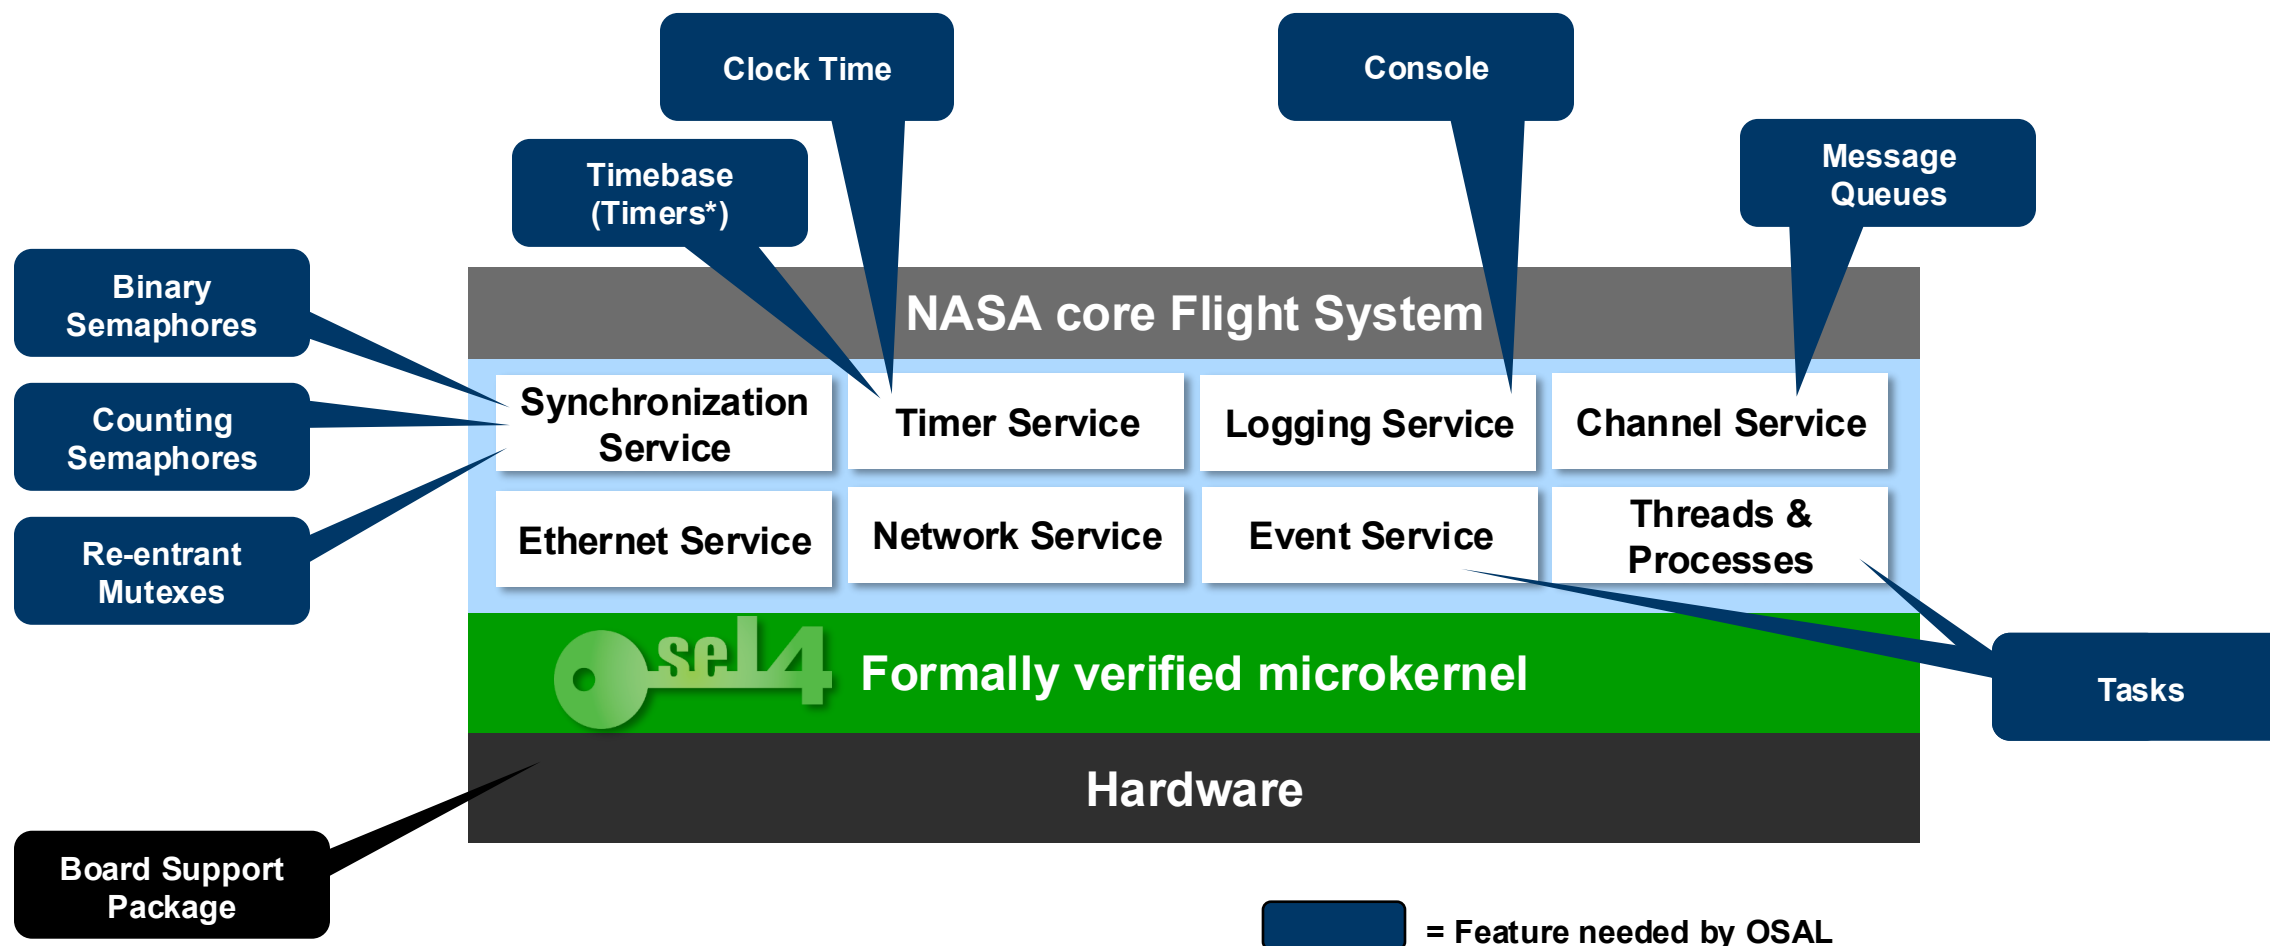 Clock Time
Console
Timebase
(Timers*)
Message
Queues
Binary
Semaphores
NASA core Flight System
Counting
Semaphores
Synchronization
Service
Timer Service
Logging Service
Channel Service
Re-entrant
Mutexes
Ethernet Service
Network Service
Event Service
Threads &
Processes
seL4
Formally verified microkernel
Tasks
Hardware
Board Support
Package
= Feature needed by OSAL